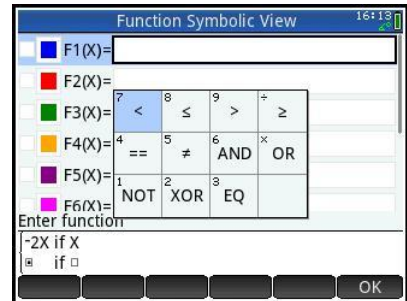 Function Symbolic View 16:13
F1(X)=
F2(X)=
F3(X)=
F4(X)=
F5(X)=
F6(X)=
7 < 8 ≤ 9 > ÷ ≥
4 == 5 ≠ 6 AND × OR
1 NOT 2 XOR 3 EQ
Enter function
-2X if X
if
OK